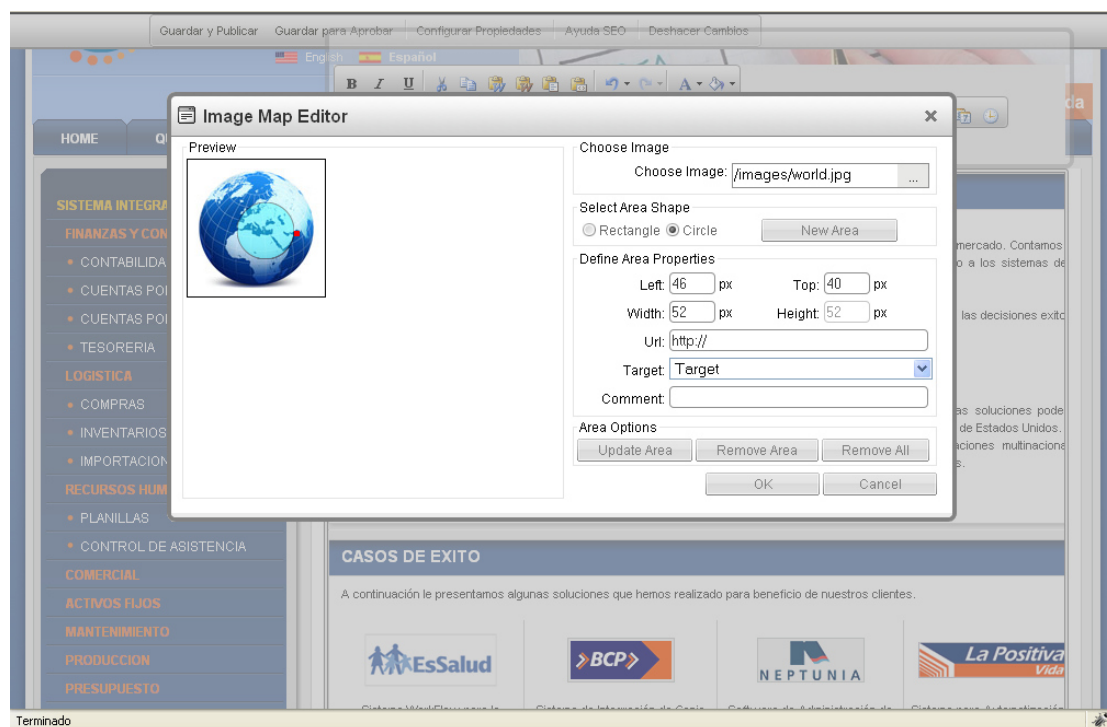 Guardar y Publicar Guardar para Aprobar Configurar Propiedades Ayuda SEO Deshacer Cambios
English Español
B I U A
HOME
Image Map Editor
Preview
Choose Image
Choose Image: /images/world.jpg ...
Select Area Shape
Rectangle Circle New Area
Define Area Properties
Left: 46 px Top: 40 px
Width: 52 px Height: 52 px
Url: http://
Target: Target
Comment:
Area Options
Update Area Remove Area Remove All
OK Cancel
SISTEMA INTEGRA
FINANZAS Y CON
CONTABILIDA
CUENTAS PO
CUENTAS PO
TESORERIA
LOGISTICA
COMPRAS
INVENTARIOS
IMPORTACION
RECURSOS HUM
PLANILLAS
CONTROL DE ASISTENCIA
COMERCIAL
ACTIVOS FIJOS
MANTENIMIENTO
PRODUCCION
PRESUPUESTO
da
mercado. Contamos
o a los sistemas de
las decisiones exito
as soluciones pode
de Estados Unidos.
aciones multinaciona
s.
CASOS DE EXITO
A continuación le presentamos algunas soluciones que hemos realizado para beneficio de nuestros clientes.
EsSalud
BCP
NEPTUNIA
La Positiva
Vida
Terminado